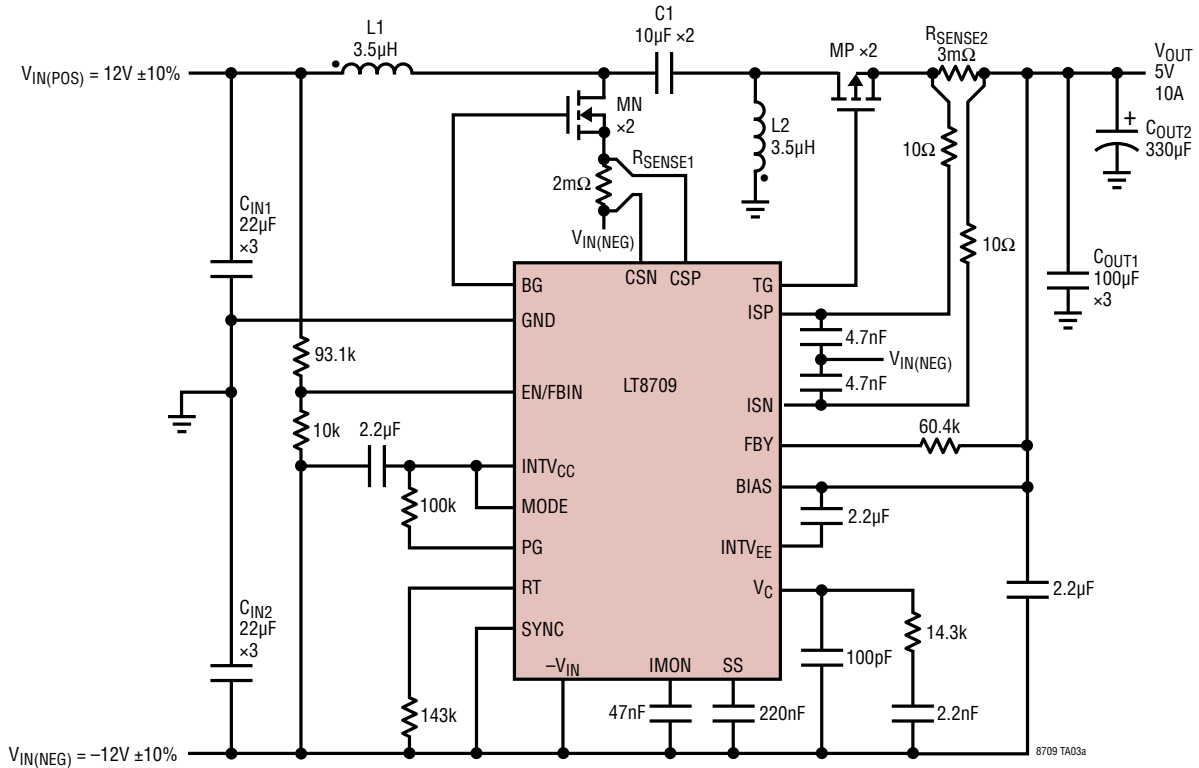 L1
3.5µH
C1
10µF ×2
MP ×2
RSENSE2
3mΩ
VOUT
5V
10A
VIN(POS) = 12V ±10%
MN
×2
L2
3.5µH
+
COUT2
330µF
10Ω
RSENSE1
2mΩ
VIN(NEG)
CIN1
22µF
×3
10Ω
COUT1
100µF
×3
CSN
CSP
BG
TG
GND
ISP
4.7nF
VIN(NEG)
4.7nF
93.1k
LT8709
EN/FBIN
ISN
10k
2.2µF
60.4k
FBY
INTVCC
BIAS
100k
MODE
2.2µF
PG
INTVEE
RT
VC
2.2µF
CIN2
22µF
×3
SYNC
14.3k
100pF
–VIN
IMON
SS
143k
47nF
220nF
2.2nF
VIN(NEG) = –12V ±10%
8709 TA03a